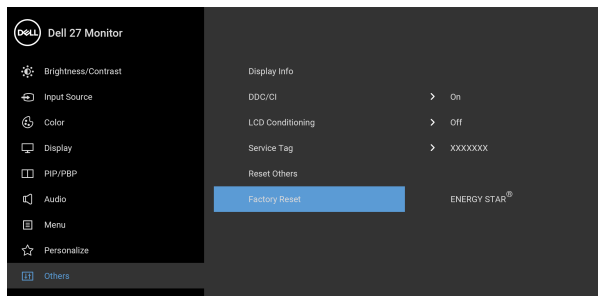 DELL Dell 27 Monitor
Brightness/Contrast Display Info
Input Source DDC/CI On
Color LCD Conditioning Off
Display Service Tag XXXXXXX
PIP/PBP Reset Others
Audio Factory Reset ENERGY STAR®
Menu
Personalize
Others